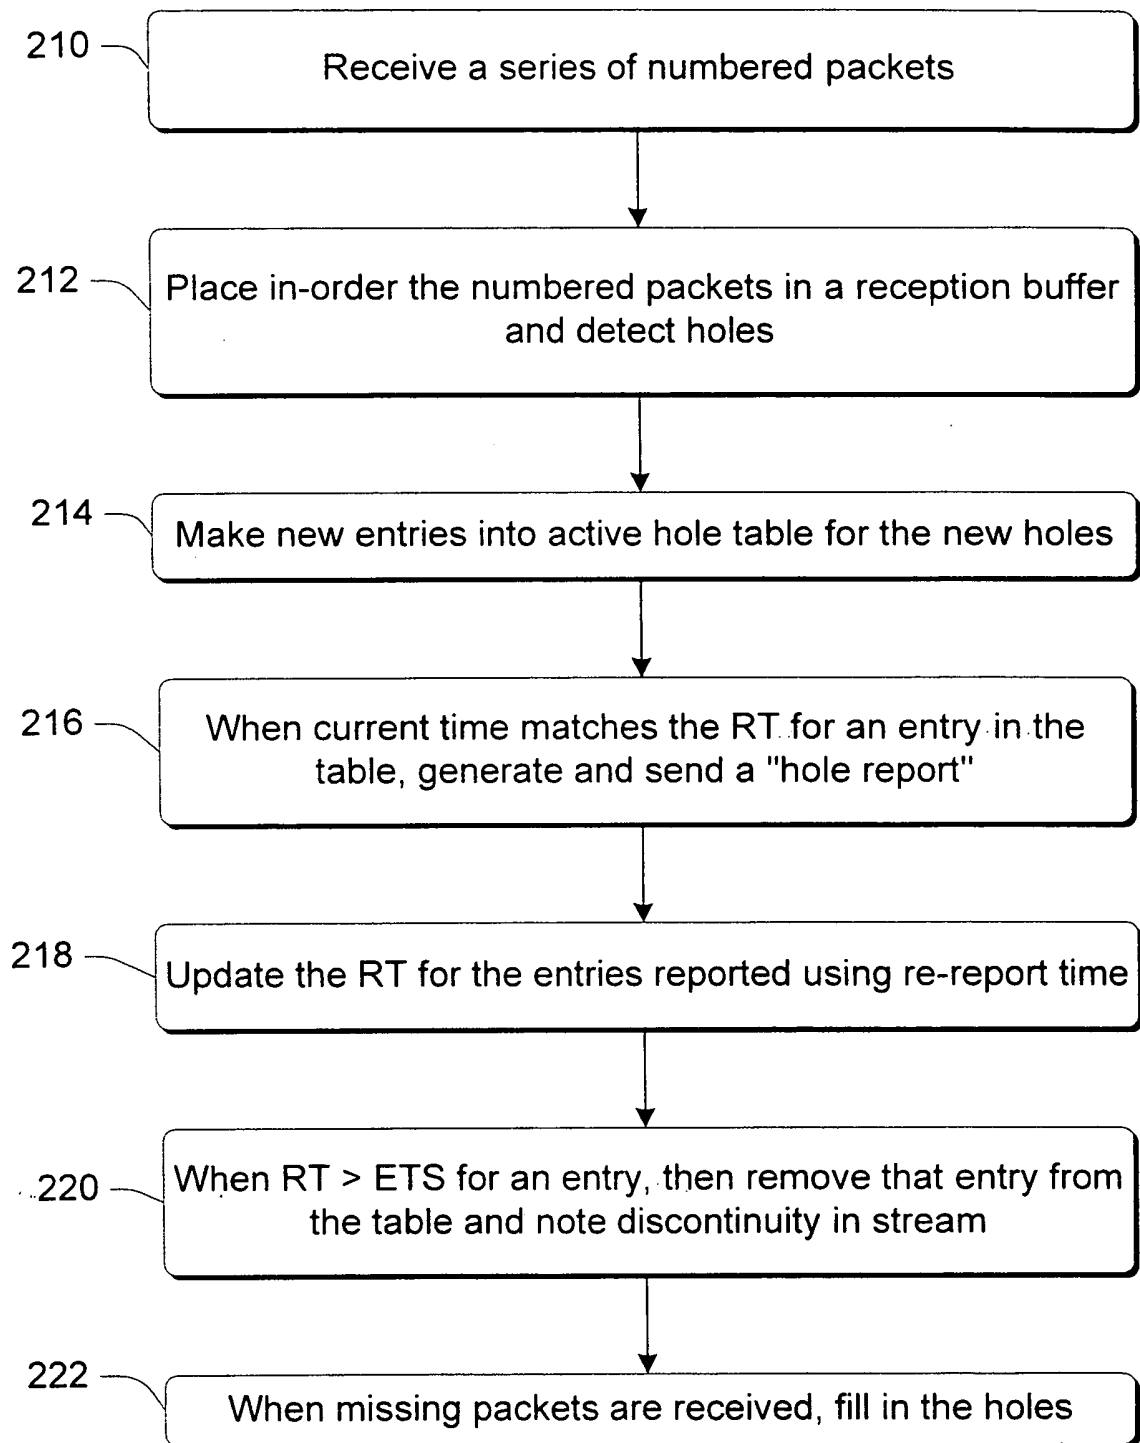 210
Receive a series of numbered packets
212
Place in-order the numbered packets in a reception buffer
and detect holes
214
Make new entries into active hole table for the new holes
216
When current time matches the RT for an entry in the
table, generate and send a "hole report"
218
Update the RT for the entries reported using re-report time
220
When RT > ETS for an entry, then remove that entry from
the table and note discontinuity in stream
222
When missing packets are received, fill in the holes